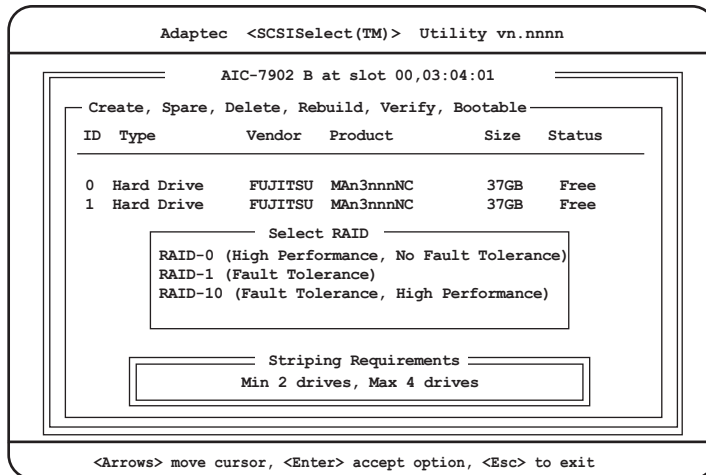 Adaptec <SCSISelect(TM)> Utility vn.nnnn
AIC-7902 B at slot 00,03:04:01
Create, Spare, Delete, Rebuild, Verify, Bootable
ID Type Vendor Product Size Status
0 Hard Drive FUJITSU MAn3nnnNC 37GB Free
1 Hard Drive FUJITSU MAn3nnnNC 37GB Free
Select RAID
RAID-0 (High Performance, No Fault Tolerance)
RAID-1 (Fault Tolerance)
RAID-10 (Fault Tolerance, High Performance)
Striping Requirements
Min 2 drives, Max 4 drives
<Arrows> move cursor, <Enter> accept option, <Esc> to exit